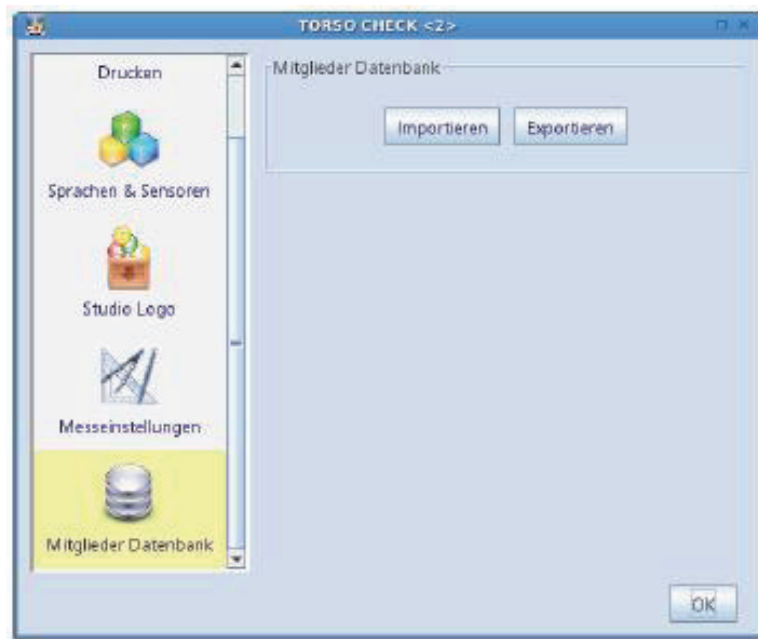 TORSO CHECK <2>
Drucken
Sprachen & Sensoren
Studio Logo
Messeinstellungen
Mitglieder Datenbank
Mitglieder Datenbank
Importieren Exportieren
OK